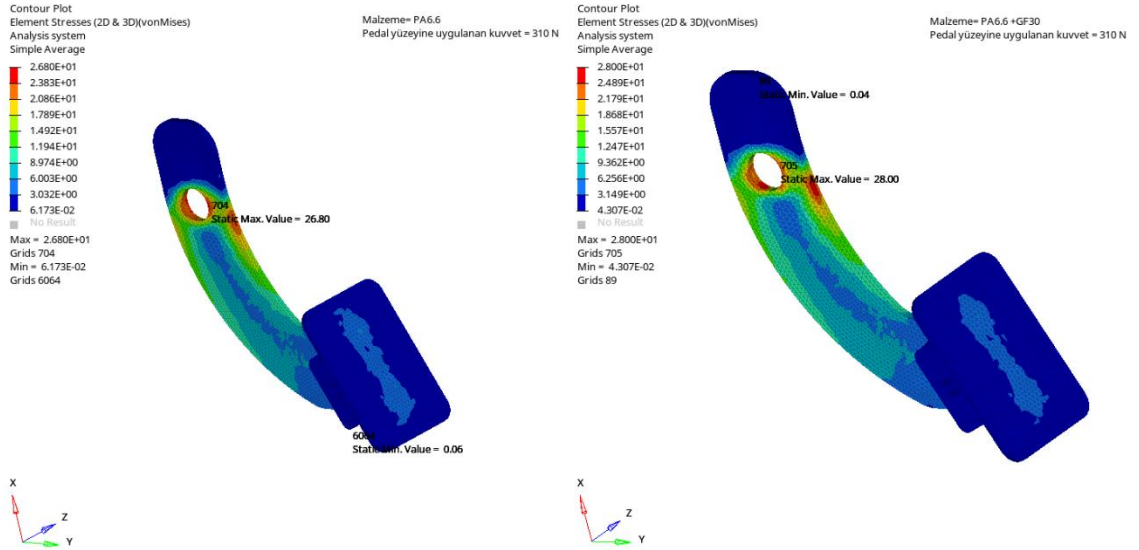 Contour Plot
Element Stresses (2D & 3D)(vonMises)
Analysis system
Simple Average
2.680E+01
2.383E+01
2.086E+01
1.789E+01
1.492E+01
1.194E+01
8.974E+00
6.003E+00
3.032E+00
6.173E-02
No Result
Max = 2.680E+01
Grids 704
Min = 6.173E-02
Grids 6064
Malzeme= PA6.6
Pedal yüzeyine uygulanan kuvvet = 310 N
704
Static Max. Value = 26.80
6064
Static Min. Value = 0.06
X
Z
Y
Contour Plot
Element Stresses (2D & 3D)(vonMises)
Analysis system
Simple Average
2.800E+01
2.489E+01
2.179E+01
1.868E+01
1.557E+01
1.247E+01
9.362E+00
6.256E+00
3.149E+00
4.307E-02
No Result
Max = 2.800E+01
Grids 705
Min = 4.307E-02
Grids 89
Malzeme= PA6.6 +GF30
Pedal yüzeyine uygulanan kuvvet = 310 N
Static Min. Value = 0.04
705
Static Max. Value = 28.00
X
Z
Y